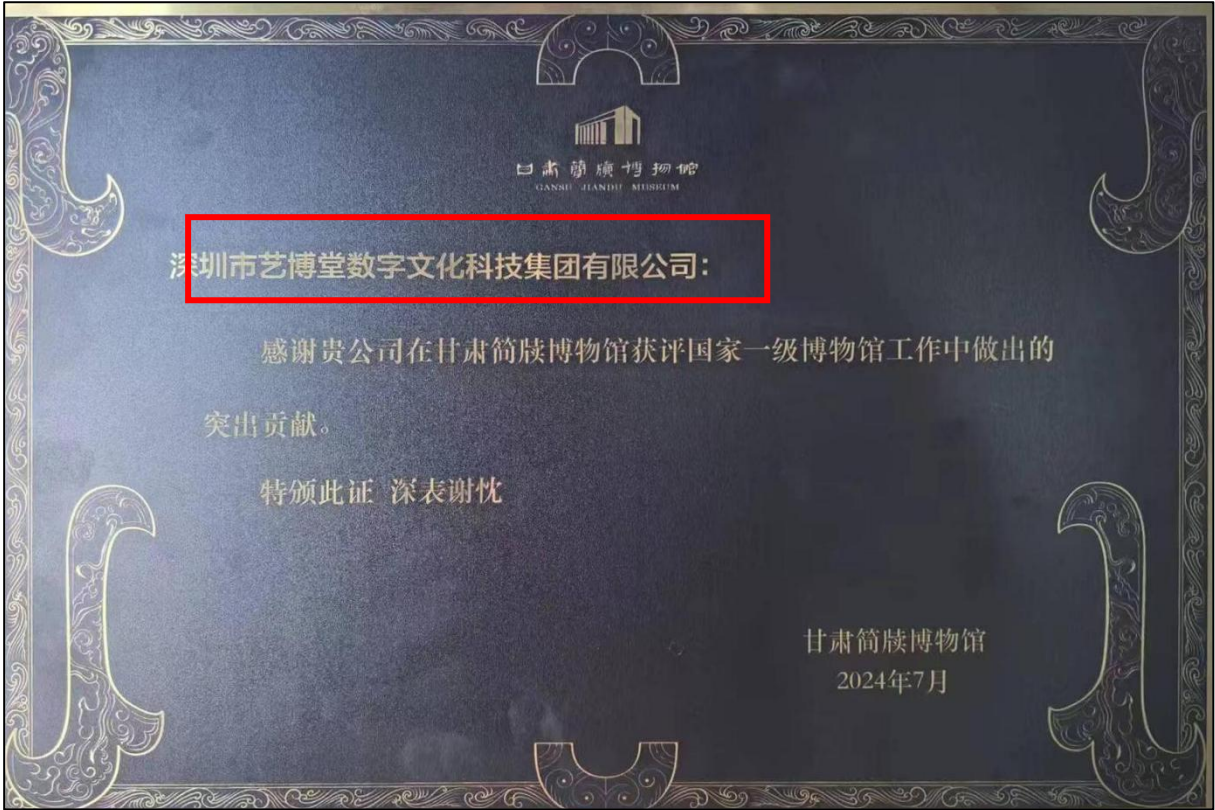 甘肃简牍博物馆
GANSU JIANDU MUSEUM
深圳市艺博堂数字文化科技集团有限公司：
感谢贵公司在甘肃简牍博物馆获评国家一级博物馆工作中做出的
突出贡献。
特颁此证 深表谢忱
甘肃简牍博物馆
2024年7月